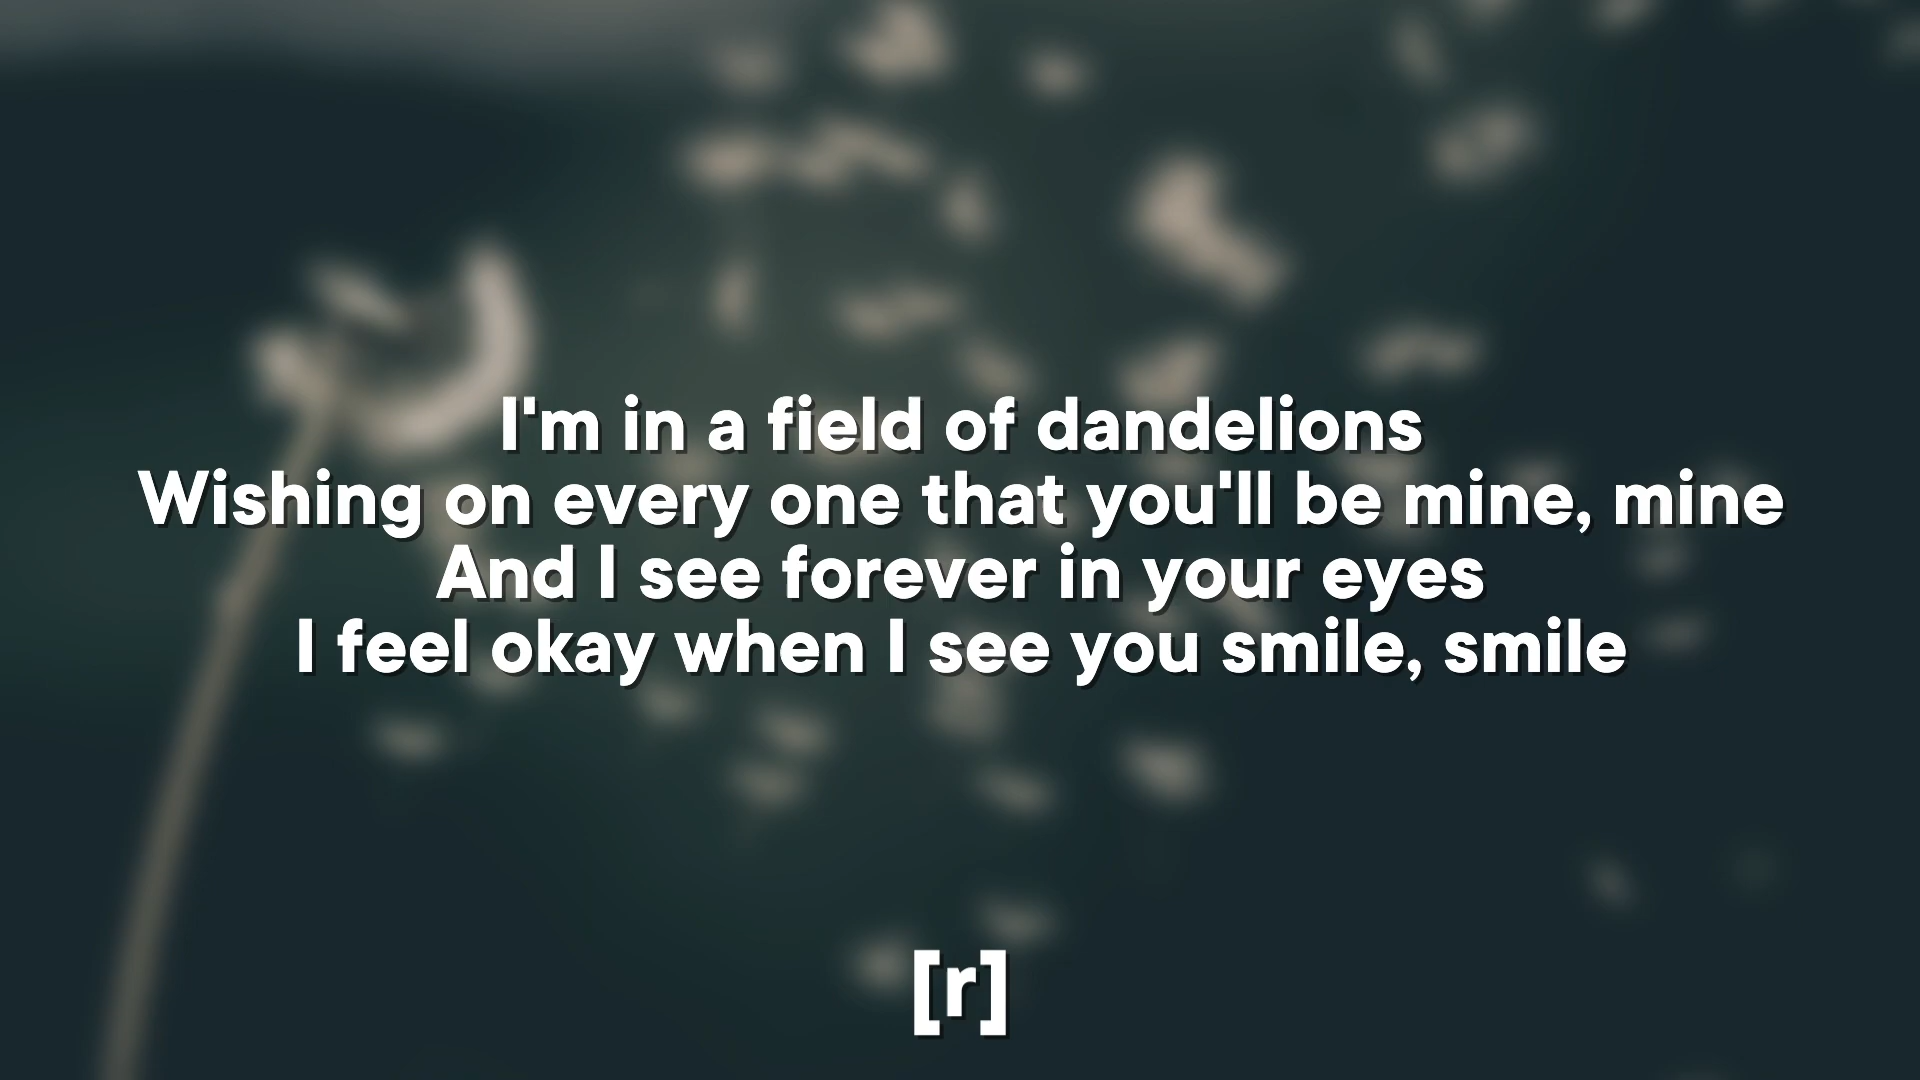 I'm in a field of dandelions
Wishing on every one that you'll be mine, mine
And I see forever in your eyes
I feel okay when I see you smile, smile
[r]